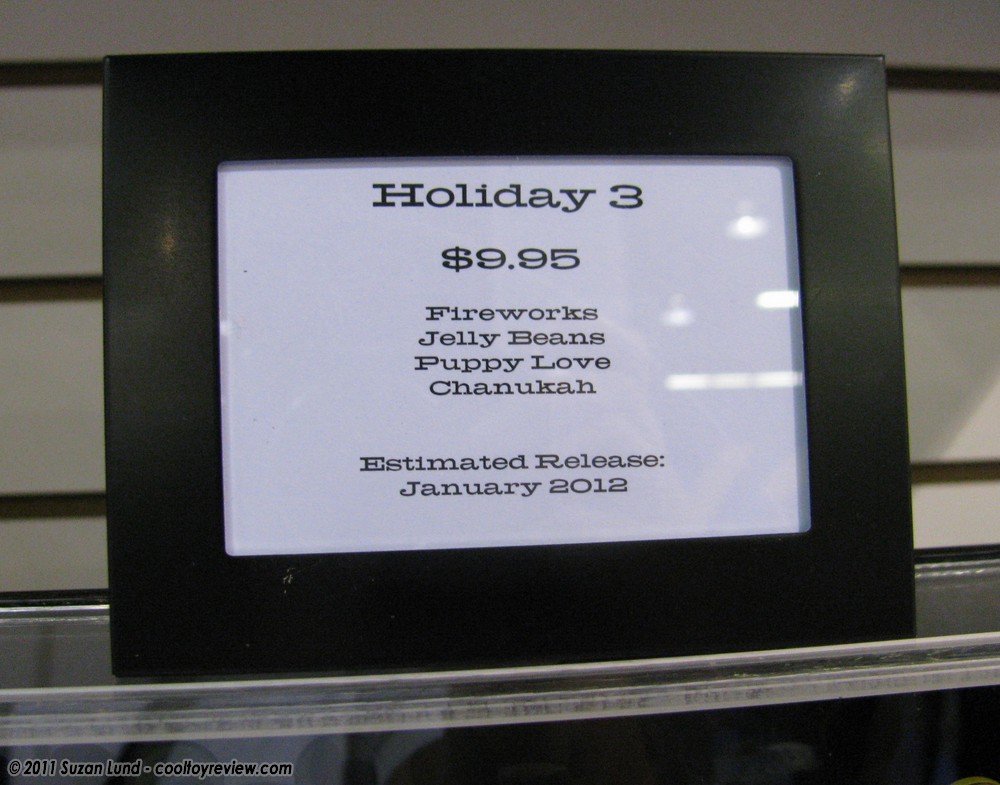 Holiday 3
$9.95
Fireworks
Jelly Beans
Puppy Love
Chanukah
Estimated Release:
January 2012
© 2011 Suzan Lund - cooltoyreview.com